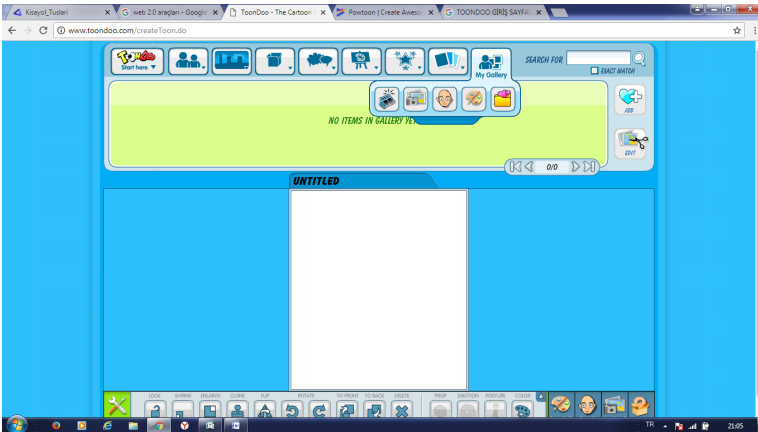 Kisayol_Tuslari
web 2.0 araçları - Google
ToonDoo - The Cartoon
Powtoon | Create Aweso
TOONDOO GİRİŞ SAYFA
www.toondoo.com/createToon.do
ToonDoo
Start here
My Gallery
SEARCH FOR
EXACT MATCH
NO ITEMS IN GALLERY YET
ADD
EDIT
0/0
UNTITLED
LOCK SHRINK ENLARGE CLONE FLIP ROTATE TO FRONT TO BACK DELETE PROP EMOTION POSTURE COLOR
TR
21:05